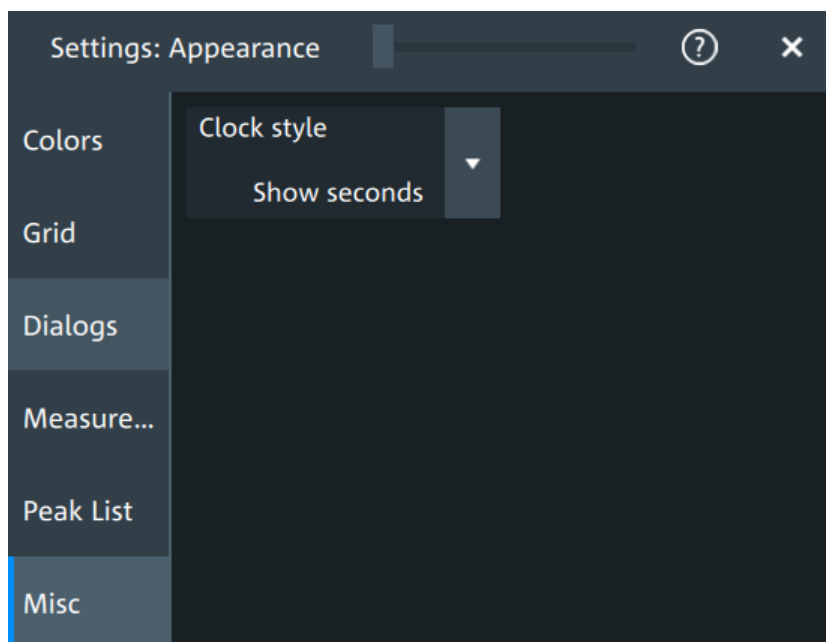 Settings: Appearance
?
×
Colors
Clock style
Show seconds
Grid
Dialogs
Measure...
Peak List
Misc